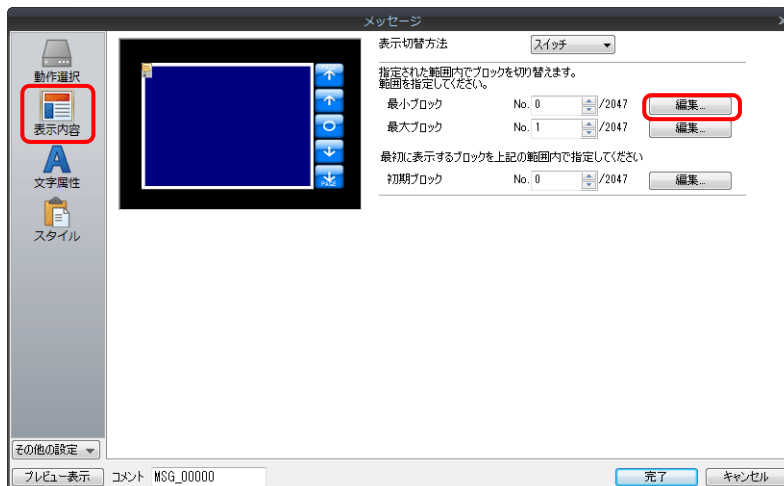 メッセージ
動作選択
表示内容
文字属性
スタイル
その他の設定
PAGE
PAGE
表示切替方法 スイッチ
指定された範囲内でブロックを切り替えます。
範囲を指定してください。
最小ブロック No. 0 /2047 編集...
最大ブロック No. 1 /2047 編集...
最初に表示するブロックを上記の範囲内で指定してください
初期ブロック No. 0 /2047 編集...
プレビュー表示 コメント MSG_00000 完了 キャンセル